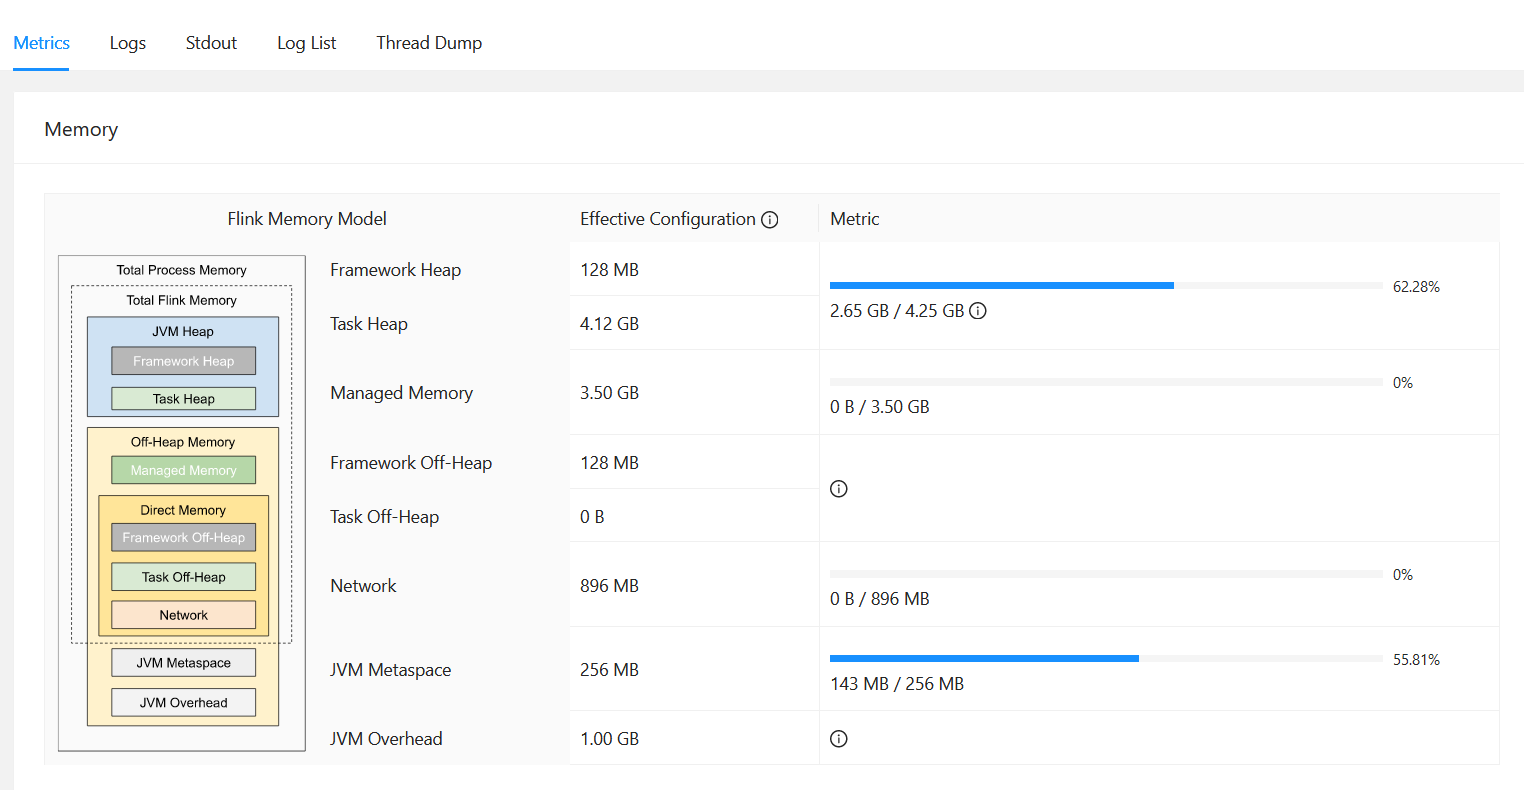 Metrics Logs Stdout Log List Thread Dump
Memory
Flink Memory Model Effective Configuration Metric
Total Process Memory
Total Flink Memory
JVM Heap
Framework Heap
Task Heap
Off-Heap Memory
Managed Memory
Direct Memory
Framework Off-Heap
Task Off-Heap
Network
JVM Metaspace
JVM Overhead
Framework Heap 128 MB
62.28%
2.65 GB / 4.25 GB
Task Heap 4.12 GB
Managed Memory 3.50 GB
0%
0 B / 3.50 GB
Framework Off-Heap 128 MB
Task Off-Heap 0 B
Network 896 MB
0%
0 B / 896 MB
JVM Metaspace 256 MB
55.81%
143 MB / 256 MB
JVM Overhead 1.00 GB